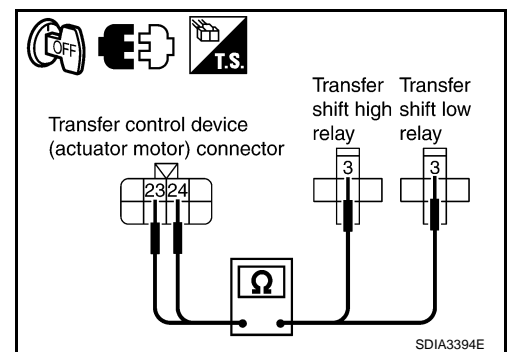 OFF
T.S.
Transfer
shift high
relay
Transfer
shift low
relay
Transfer control device
(actuator motor) connector
23 24
3
3
Ω
SDIA3394E